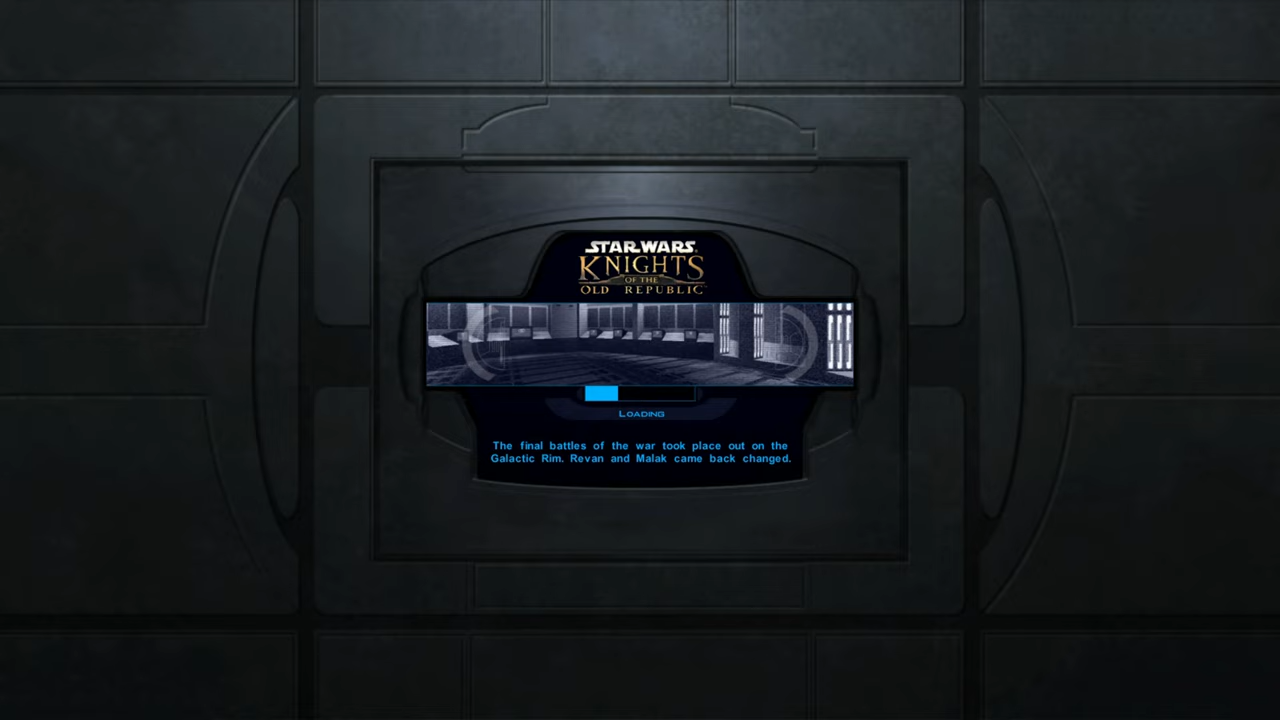 STAR WARS
KNIGHTS
OF THE
OLD REPUBLIC
LOADING
The final battles of the war took place out on the
Galactic Rim. Revan and Malak came back changed.